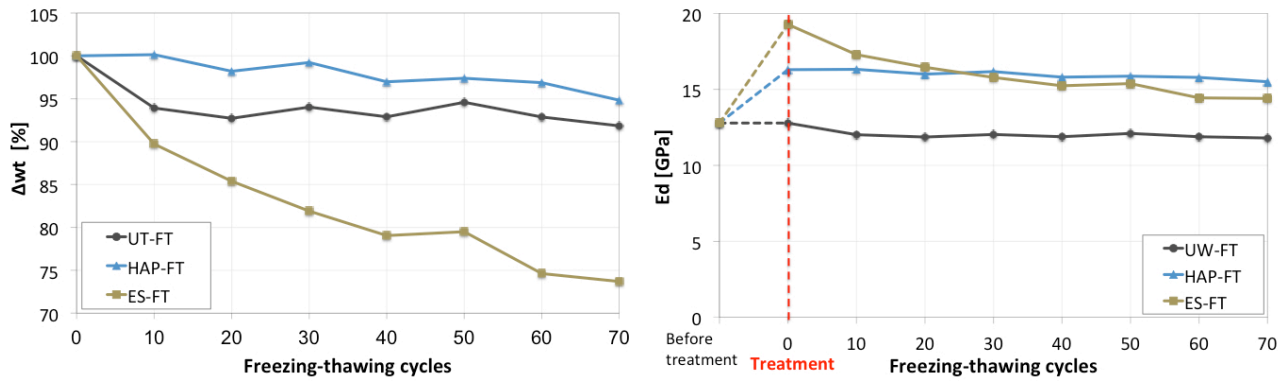 105
100
95
90
85
80
75
70
Δwt [%]
UT-FT
HAP-FT
ES-FT
0 10 20 30 40 50 60 70
Freezing-thawing cycles
20
15
10
5
0
Ed [GPa]
UW-FT
HAP-FT
ES-FT
Before
treatment
0 10 20 30 40 50 60 70
Treatment
Freezing-thawing cycles